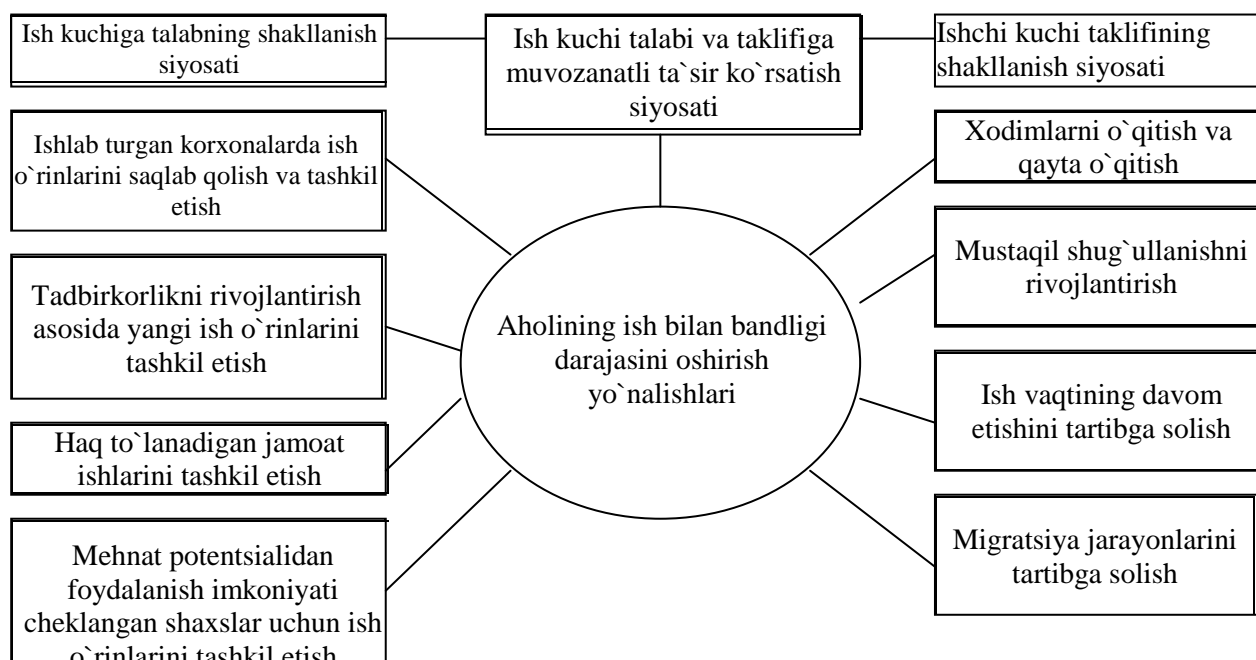 Ish kuchiga talabning shakllanish
siyosati
Ish kuchi talabi va taklifiga
muvozanatli ta`sir ko`rsatish
siyosati
Ishchi kuchi taklifining
shakllanish siyosati
Ishlab turgan korxonalarda ish
o`rinlarini saqlab qolish va tashkil
etish
Tadbirkorlikni rivojlantirish
asosida yangi ish o`rinlarini
tashkil etish
Haq to`lanadigan jamoat
ishlarini tashkil etish
Mehnat potentsialidan
foydalanish imkoniyati
cheklangan shaxslar uchun ish
o`rinlarini tashkil etish
Aholining ish bilan bandligi
darajasini oshirish
yo`nalishlari
Xodimlarni o`qitish va
qayta o`qitish
Mustaqil shug`ullanishni
rivojlantirish
Ish vaqtining davom
etishini tartibga solish
Migratsiya jarayonlarini
tartibga solish